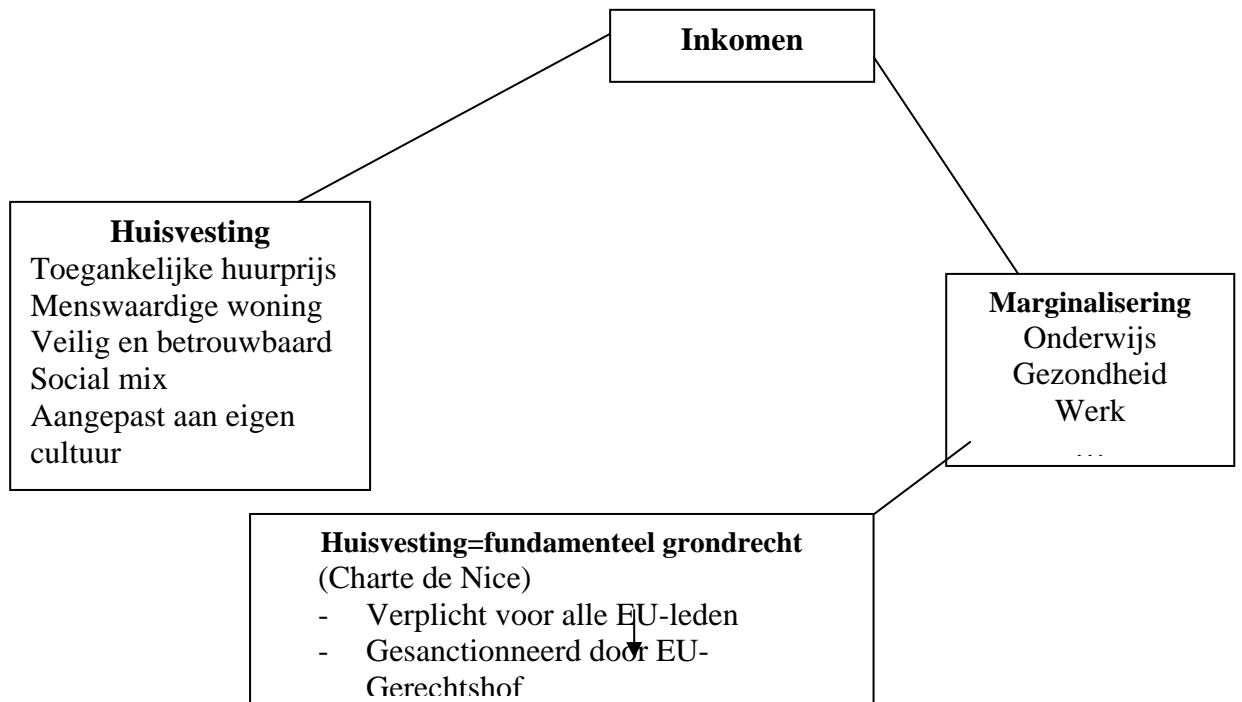 Inkomen
Huisvesting
Toegankelijke huurprijs
Menswaardige woning
Veilig en betrouwbaard
Social mix
Aangepast aan eigen
cultuur
Marginalisering
Onderwijs
Gezondheid
Werk
…
Huisvesting=fundamenteel grondrecht
(Charte de Nice)
- Verplicht voor alle EU-leden
- Gesanctionneerd door EU-
Gerechtshof